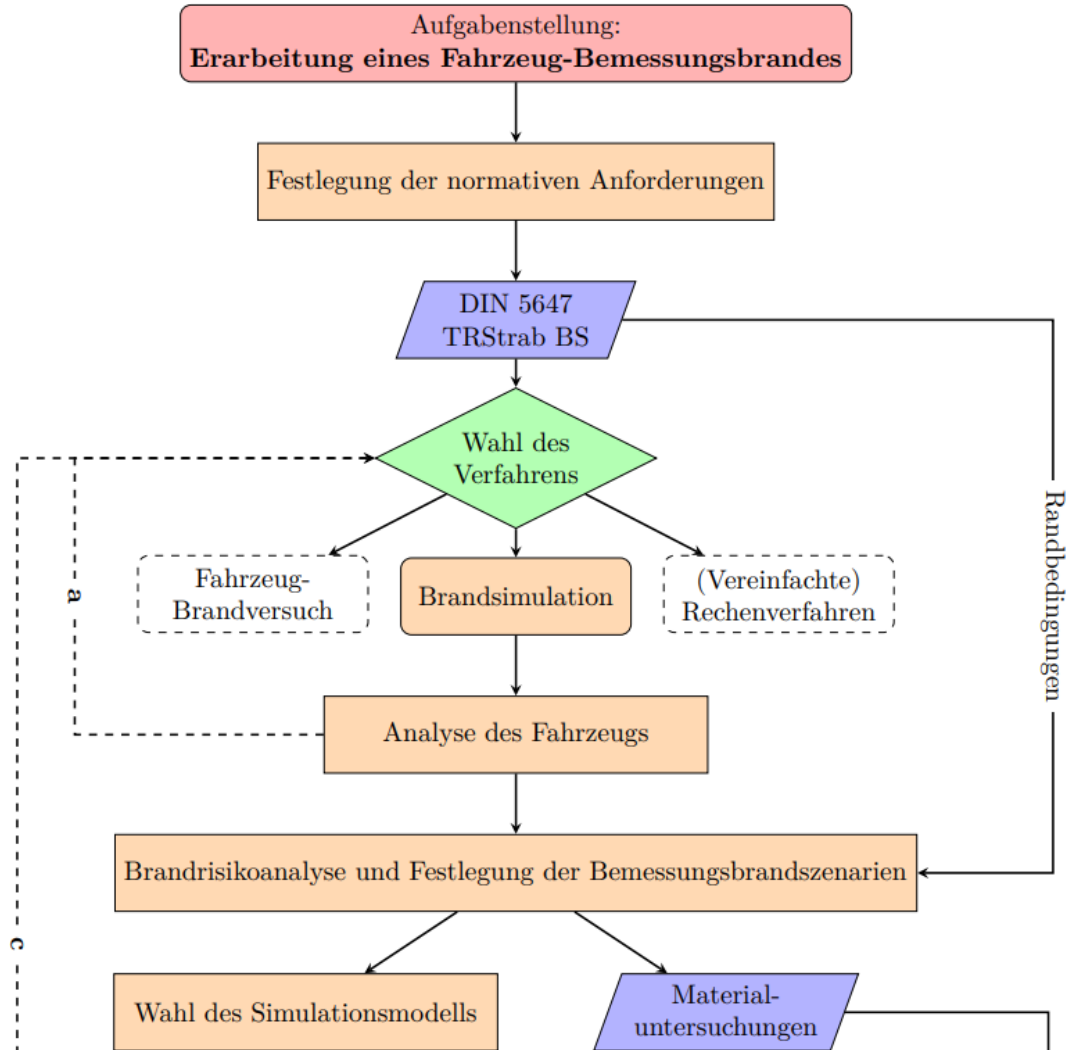 Aufgabenstellung:
Erarbeitung eines Fahrzeug-Bemessungsbrandes
Festlegung der normativen Anforderungen
DIN 5647
TRStrab BS
Wahl des
Verfahrens
Fahrzeug-
Brandversuch
Brandsimulation
(Vereinfachte)
Rechenverfahren
a
Randbedingungen
Analyse des Fahrzeugs
Brandrisikoanalyse und Festlegung der Bemessungsbrandszenarien
c
Wahl des Simulationsmodells
Material-
untersuchungen